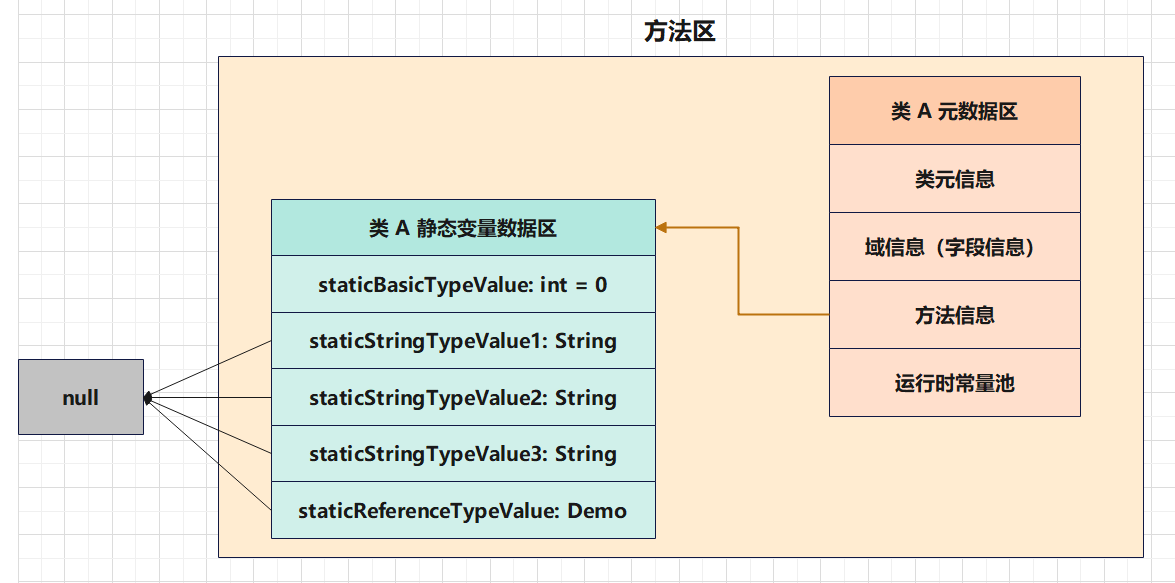 方法区
类 A 元数据区
类元信息
域信息（字段信息）
方法信息
运行时常量池
类 A 静态变量数据区
staticBasicTypeValue: int = 0
staticStringTypeValue1: String
staticStringTypeValue2: String
staticStringTypeValue3: String
staticReferenceTypeValue: Demo
null